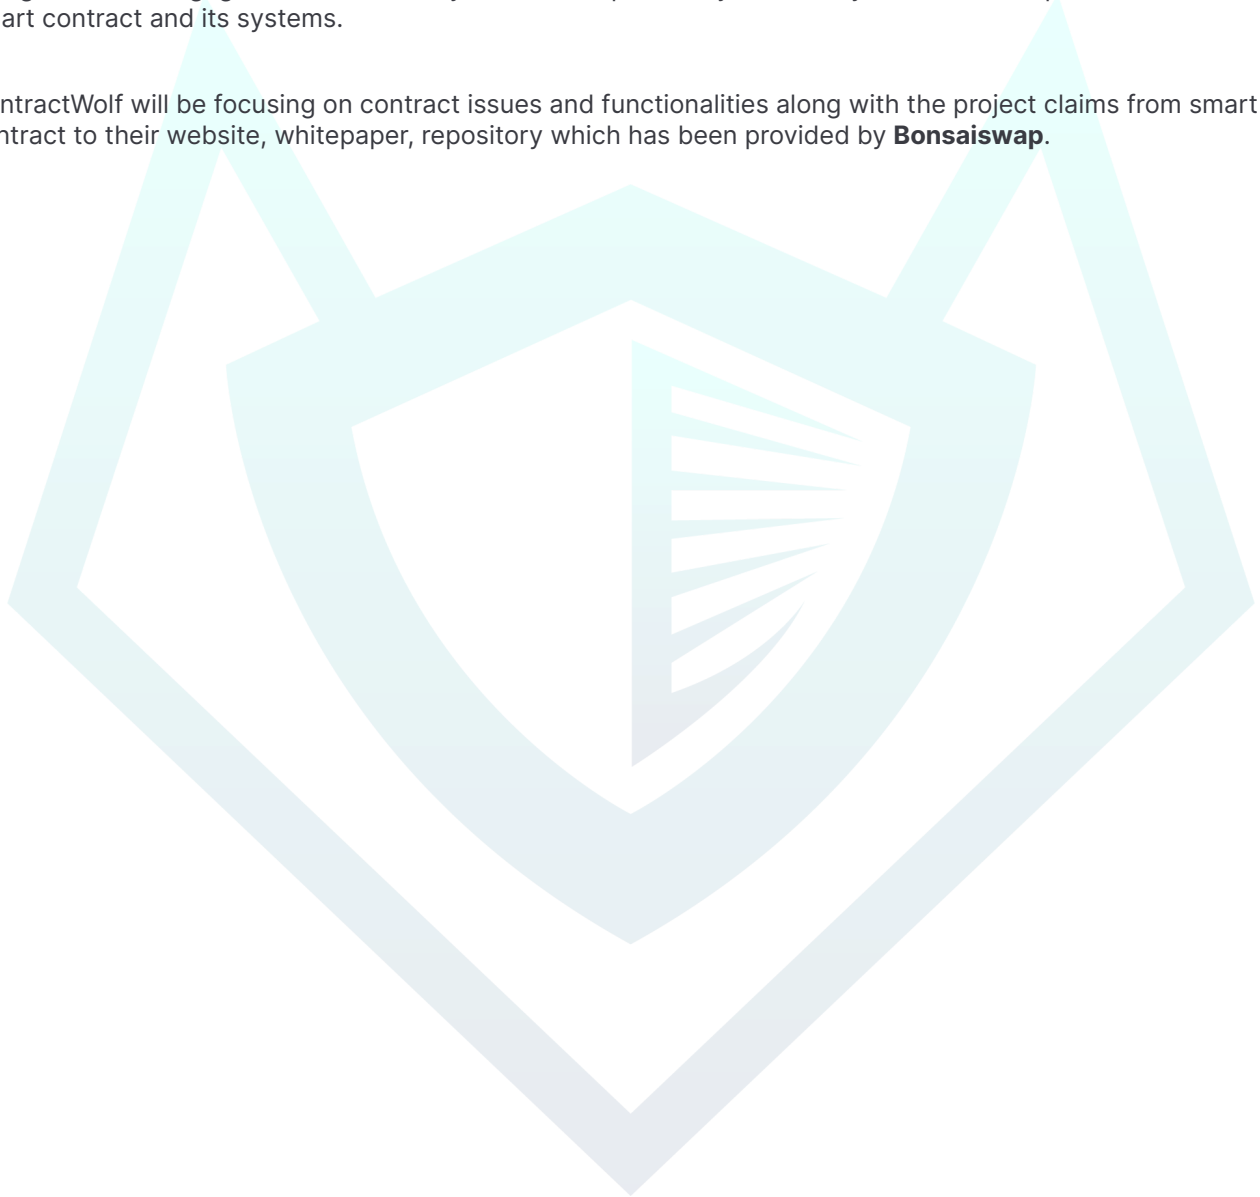 art contract and its systems.
ntractWolf will be focusing on contract issues and functionalities along with the project claims from smart
ntract to their website, whitepaper, repository which has been provided by Bonsaiswap.